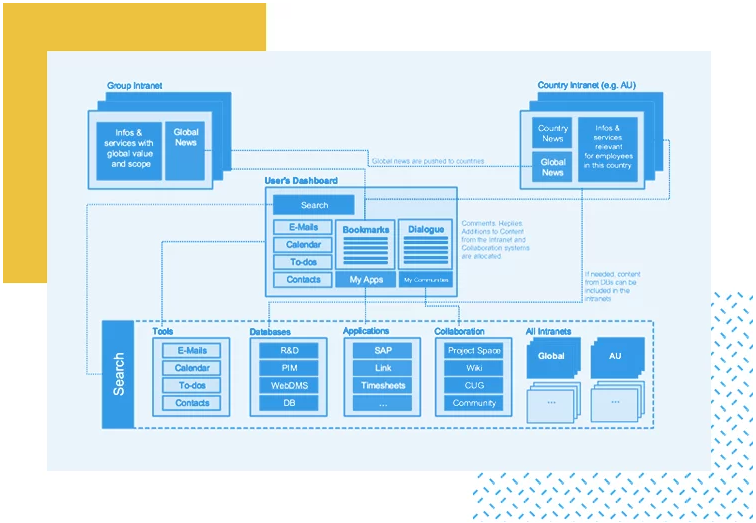 Group Intranet
Infos &
services with
global value
and scope
Global
News
Country Intranet (e.g. AU)
Country
News
Global
News
Infos &
services
relevant
for employees
in this country
Global news are pushed to countries
User's Dashboard
Search
E-Mails
Calendar
To-dos
Contacts
Bookmarks
Dialogue
My Apps
My Communities
Comments, Replies,
Additions to Content
from the Intranet and
Collaboration systems
are allocated.
If needed, content
from DUs can be
included in the
intranets
Search
Tools
E-Mails
Calendar
To-dos
Contacts
Databases
R&D
PIM
WebDMS
DB
Applications
SAP
Link
Timesheets
...
Collaboration
Project Space
Wiki
CUG
Community
All Intranets
Global
AU
...
...